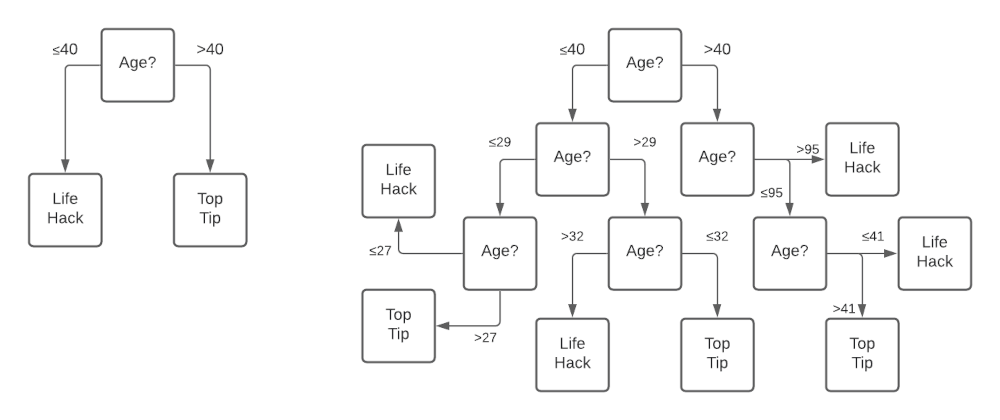 ≤40
Age?
>40
Life
Hack
Top
Tip
≤40
Age?
>40
≤29
Age?
>29
Age?
>95
Life
Hack
≤95
Life
Hack
≤27
Age?
>27
Top
Tip
>32
Age?
≤32
Life
Hack
Top
Tip
Age?
≤41
Life
Hack
>41
Top
Tip